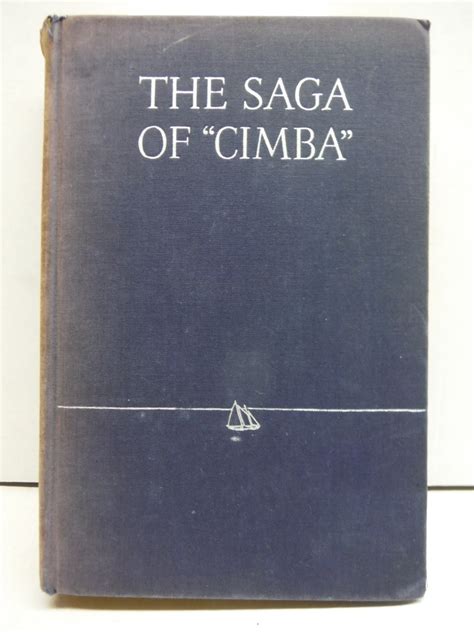 THE SAGA
OF “CIMBA”